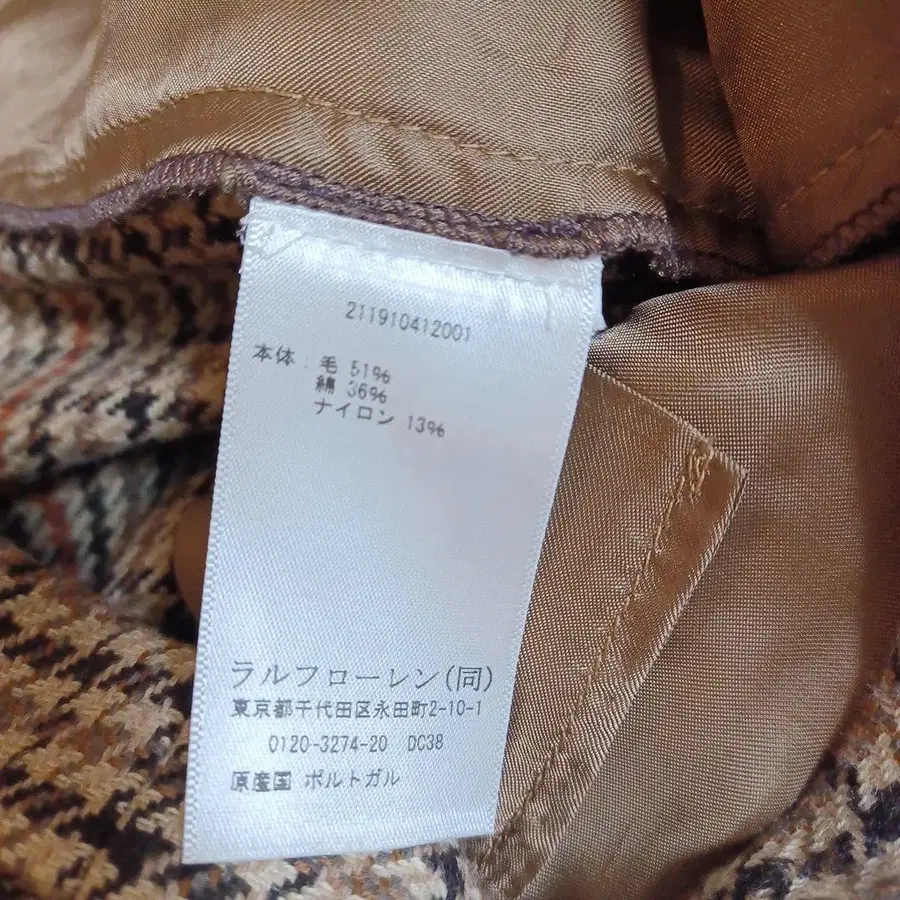 211910412001
本体: 毛 51%
綿 36%
ナイロン 13%
ラルフローレン(同)
東京都千代田区永田町2-10-1
0120-3274-20 DC38
原産国 ポルトガル